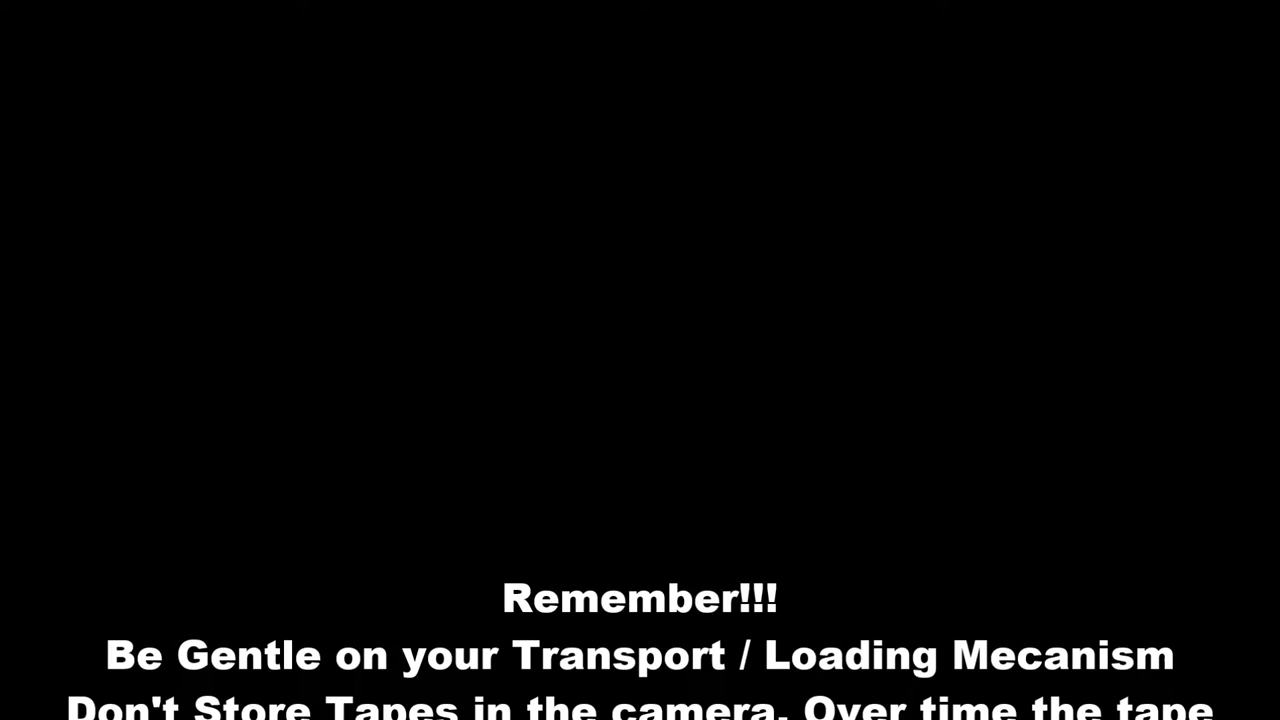 Remember!!!
Be Gentle on your Transport / Loading Mecanism
Don't Store Tapes in the camera. Over time the tape